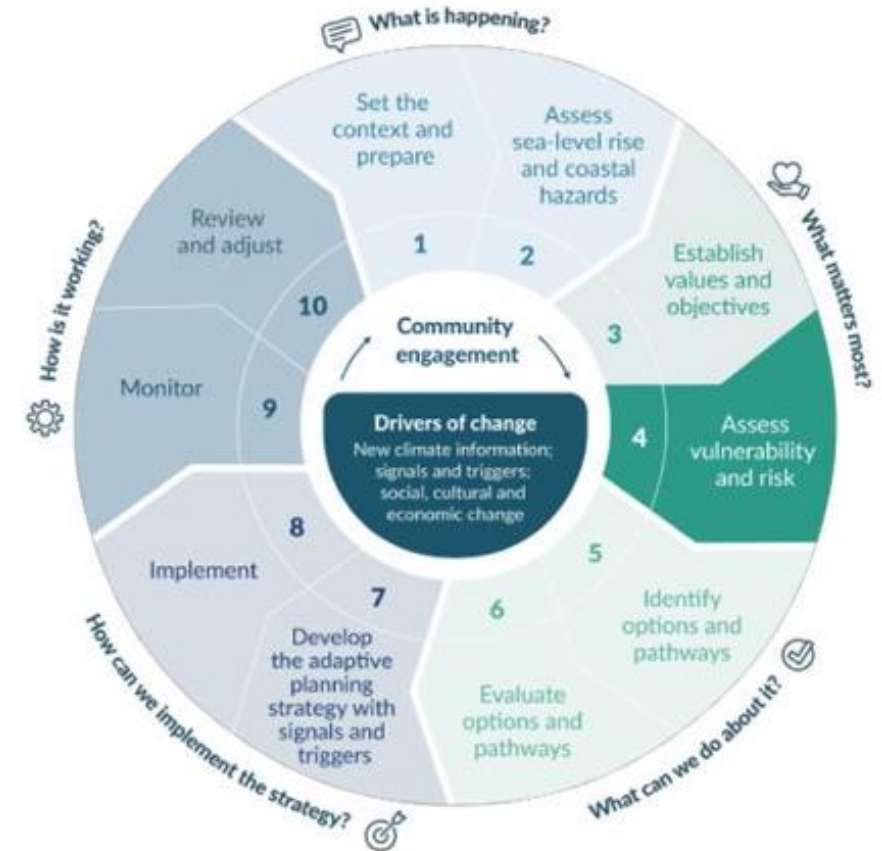 What is happening?
Set the
context and
prepare
1
Assess
sea-level rise
and coastal
hazards
2
What matters most?
Establish
values and
objectives
3
Assess
vulnerability
and risk
4
What can we do about it?
Identify
options and
pathways
5
Evaluate
options and
pathways
6
How can we implement the strategy?
7
Develop
the adaptive
planning
strategy with
signals and
triggers
8
Implement
How is it working?
Monitor
9
Review
and adjust
10
Community
engagement
Drivers of change
New climate information;
signals and triggers;
social, cultural and
economic change